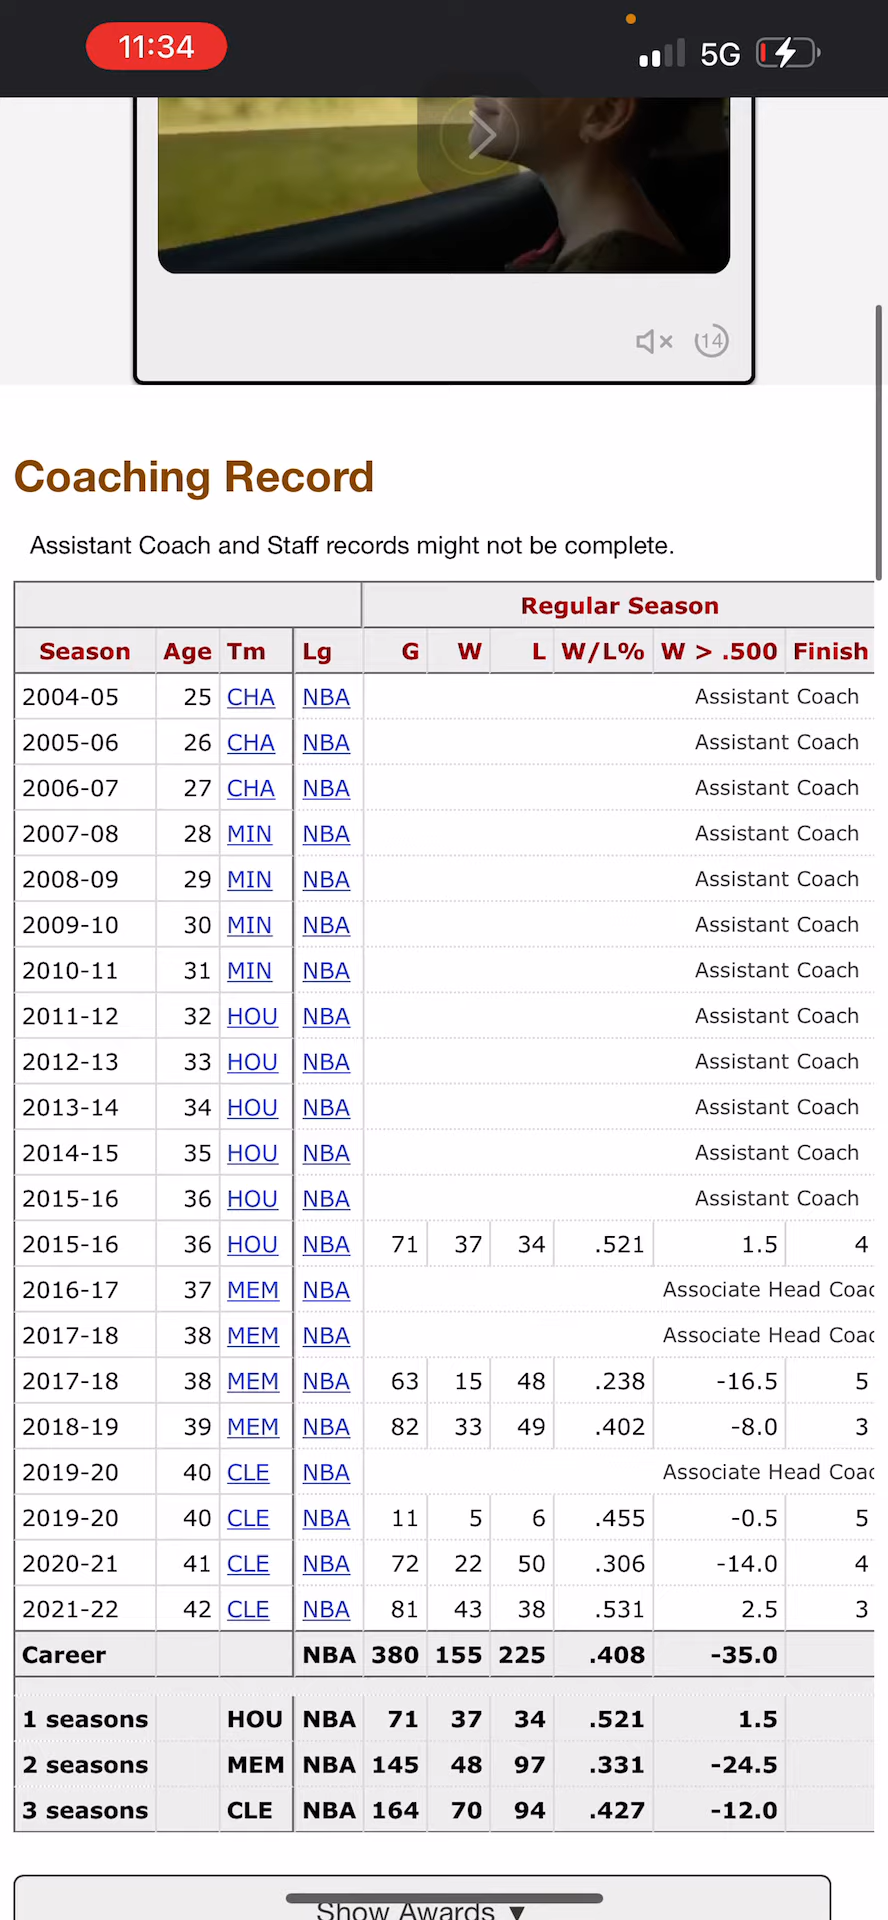 11:34
5G
14
Coaching Record
Assistant Coach and Staff records might not be complete.
Regular Season
Season Age Tm Lg G W L W/L% W > .500 Finish
2004-05 25 CHA NBA Assistant Coach
2005-06 26 CHA NBA Assistant Coach
2006-07 27 CHA NBA Assistant Coach
2007-08 28 MIN NBA Assistant Coach
2008-09 29 MIN NBA Assistant Coach
2009-10 30 MIN NBA Assistant Coach
2010-11 31 MIN NBA Assistant Coach
2011-12 32 HOU NBA Assistant Coach
2012-13 33 HOU NBA Assistant Coach
2013-14 34 HOU NBA Assistant Coach
2014-15 35 HOU NBA Assistant Coach
2015-16 36 HOU NBA Assistant Coach
2015-16 36 HOU NBA 71 37 34 .521 1.5 4
2016-17 37 MEM NBA Associate Head Coac
2017-18 38 MEM NBA Associate Head Coac
2017-18 38 MEM NBA 63 15 48 .238 -16.5 5
2018-19 39 MEM NBA 82 33 49 .402 -8.0 3
2019-20 40 CLE NBA Associate Head Coac
2019-20 40 CLE NBA 11 5 6 .455 -0.5 5
2020-21 41 CLE NBA 72 22 50 .306 -14.0 4
2021-22 42 CLE NBA 81 43 38 .531 2.5 3
Career NBA 380 155 225 .408 -35.0
1 seasons HOU NBA 71 37 34 .521 1.5
2 seasons MEM NBA 145 48 97 .331 -24.5
3 seasons CLE NBA 164 70 94 .427 -12.0
Show Awards ▼